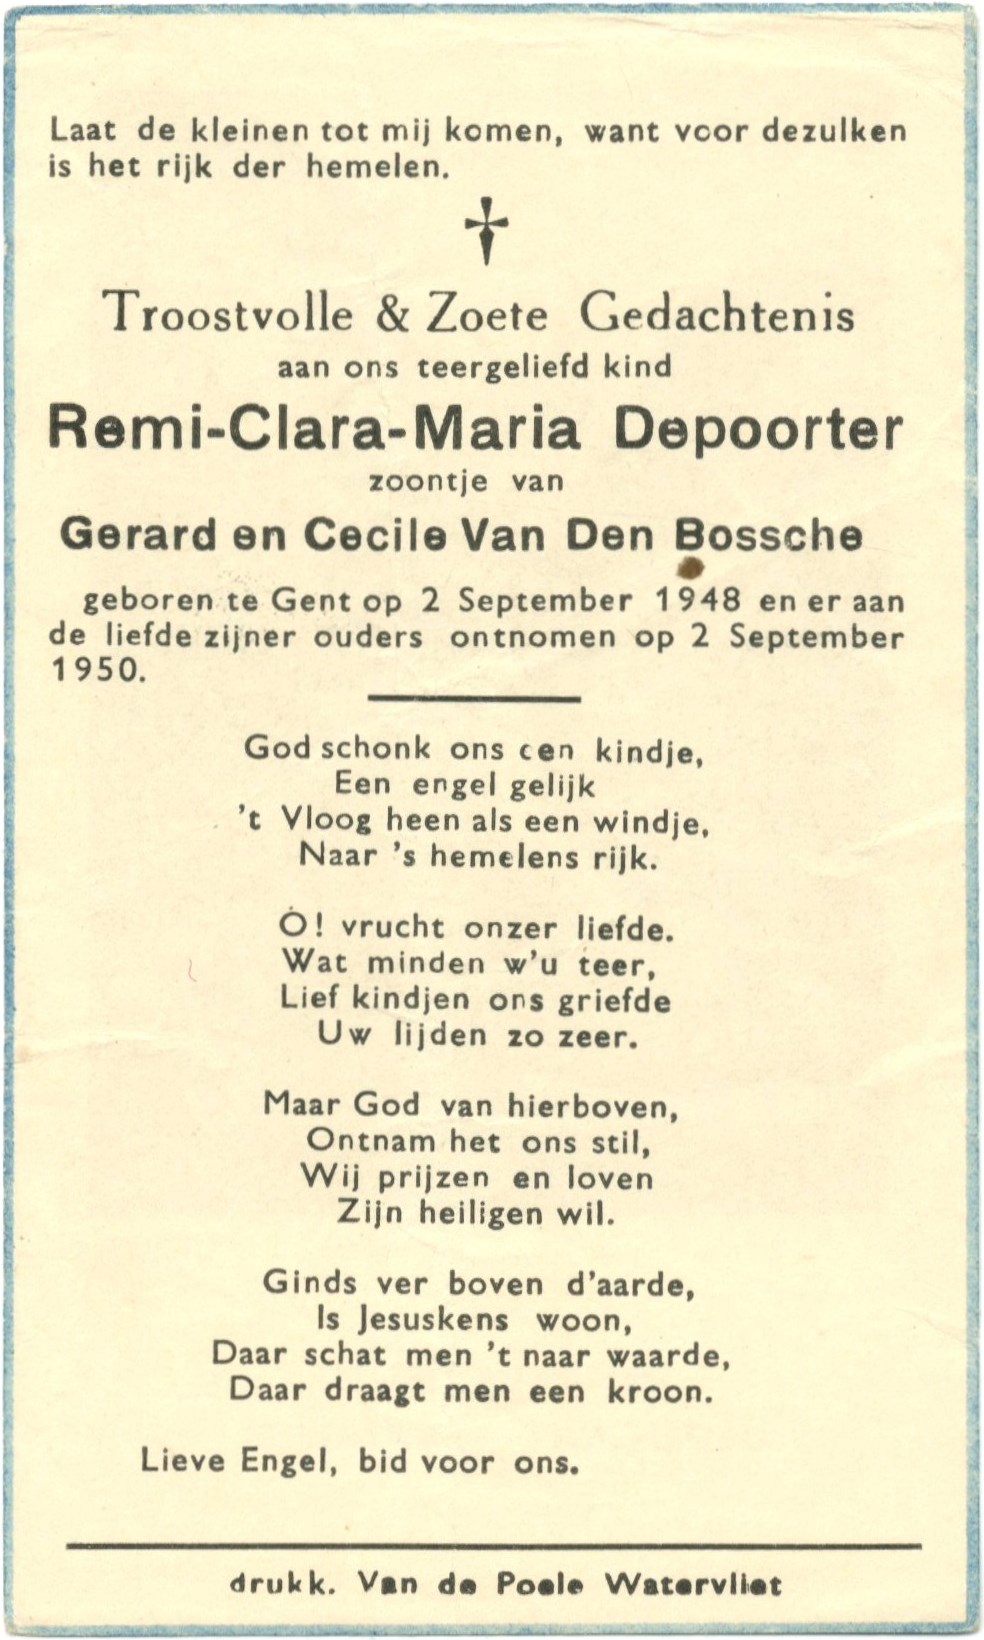 Laat de kleinen tot mij komen, want voor dezulken
is het rijk der hemelen.
Troostvolle & Zoete Gedachtenis
aan ons teergeliefd kind
Remi-Clara-Maria Depoorter
zoontje van
Gerard en Cecile Van Den Bossche
geboren te Gent op 2 September 1948 en er aan
de liefde zijner ouders ontnomen op 2 September
1950.
God schonk ons een kindje,
Een engel gelijk
't Vloog heen als een windje,
Naar 's hemelens rijk.
O! vrucht onzer liefde.
Wat minden w'u teer,
Lief kindjen ons griefde
Uw lijden zo zeer.
Maar God van hierboven,
Ontnam het ons stil,
Wij prijzen en loven
Zijn heiligen wil.
Ginds ver boven d'aarde,
Is Jesuskens woon,
Daar schat men 't naar waarde,
Daar draagt men een kroon.
Lieve Engel, bid voor ons.
drukk. Van de Poele Watervliet